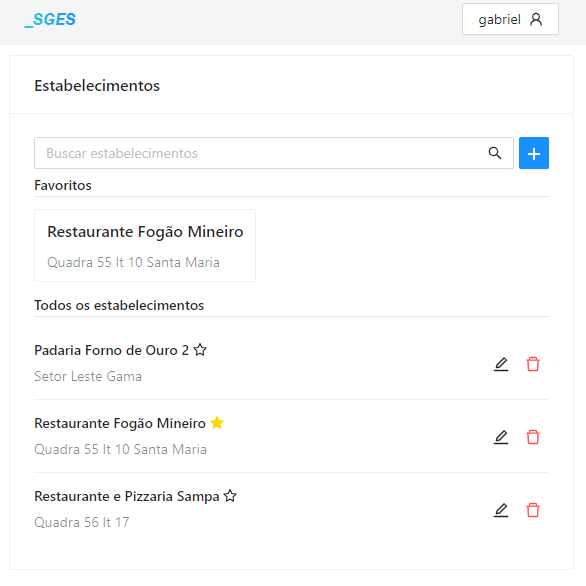 _SGES
gabriel
Estabelecimentos
Buscar estabelecimentos
Favoritos
Restaurante Fogão Mineiro
Quadra 55 lt 10 Santa Maria
Todos os estabelecimentos
Padaria Forno de Ouro 2
Setor Leste Gama
Restaurante Fogão Mineiro
Quadra 55 lt 10 Santa Maria
Restaurante e Pizzaria Sampa
Quadra 56 lt 17